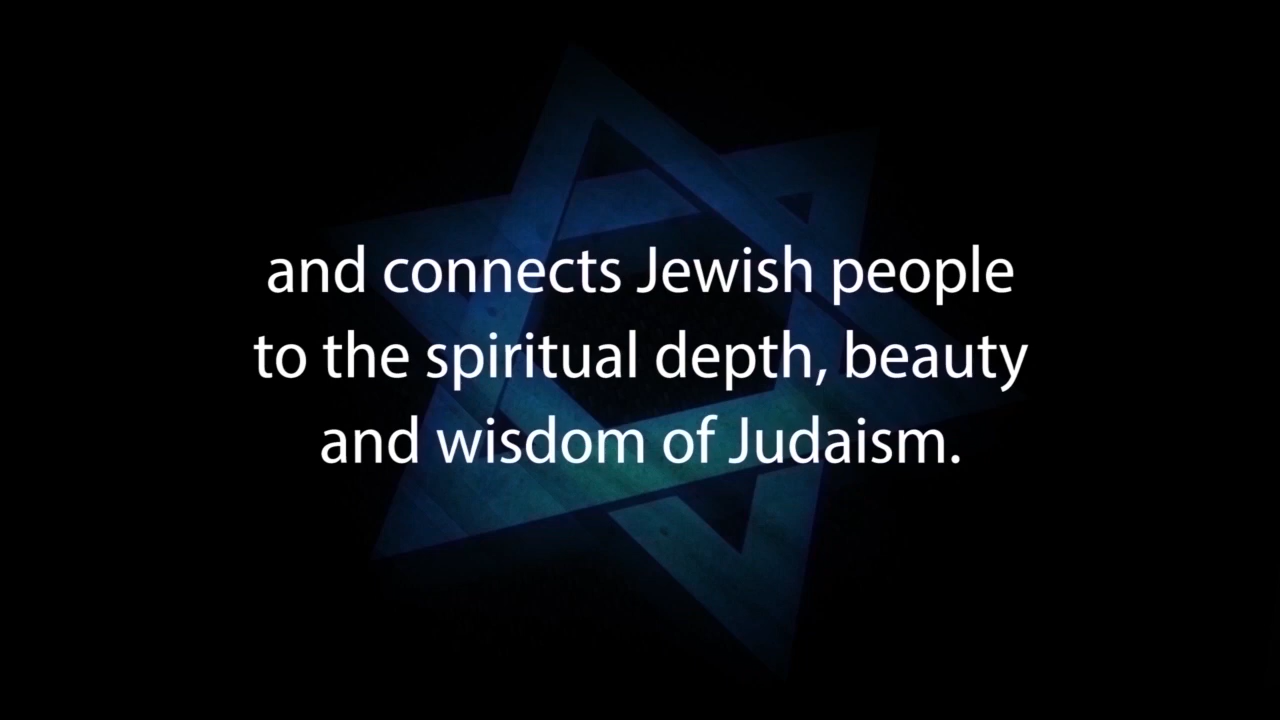 and connects Jewish people
to the spiritual depth, beauty
and wisdom of Judaism.